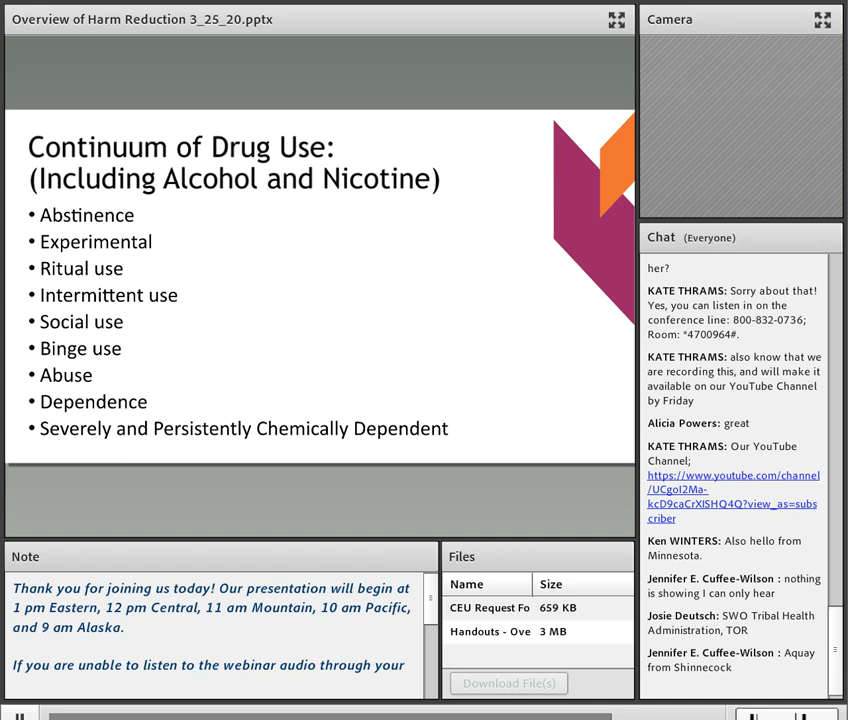 Overview of Harm Reduction 3_25_20.pptx
Continuum of Drug Use:
(Including Alcohol and Nicotine)
• Abstinence
• Experimental
• Ritual use
• Intermittent use
• Social use
• Binge use
• Abuse
• Dependence
• Severely and Persistently Chemically Dependent
Note
Thank you for joining us today! Our presentation will begin at
1 pm Eastern, 12 pm Central, 11 am Mountain, 10 am Pacific,
and 9 am Alaska.
If you are unable to listen to the webinar audio through your
Files
Name Size
CEU Request Fo 659 KB
Handouts - Ove 3 MB
Download File(s)
Camera
Chat (Everyone)
her?
KATE THRAMS: Sorry about that!
Yes, you can listen in on the
conference line: 800-832-0736;
Room: *4700964#.
KATE THRAMS: also know that we
are recording this, and will make it
available on our YouTube Channel
by Friday
Alicia Powers: great
KATE THRAMS: Our YouTube
Channel;
https://www.youtube.com/channel
/UCgoI2Ma-
kcD9caCrXISHQ4Q?view_as=subs
criber
Ken WINTERS: Also hello from
Minnesota.
Jennifer E. Cuffee-Wilson : nothing
is showing I can only hear
Josie Deutsch: SWO Tribal Health
Administration, TOR
Jennifer E. Cuffee-Wilson : Aquay
from Shinnecock